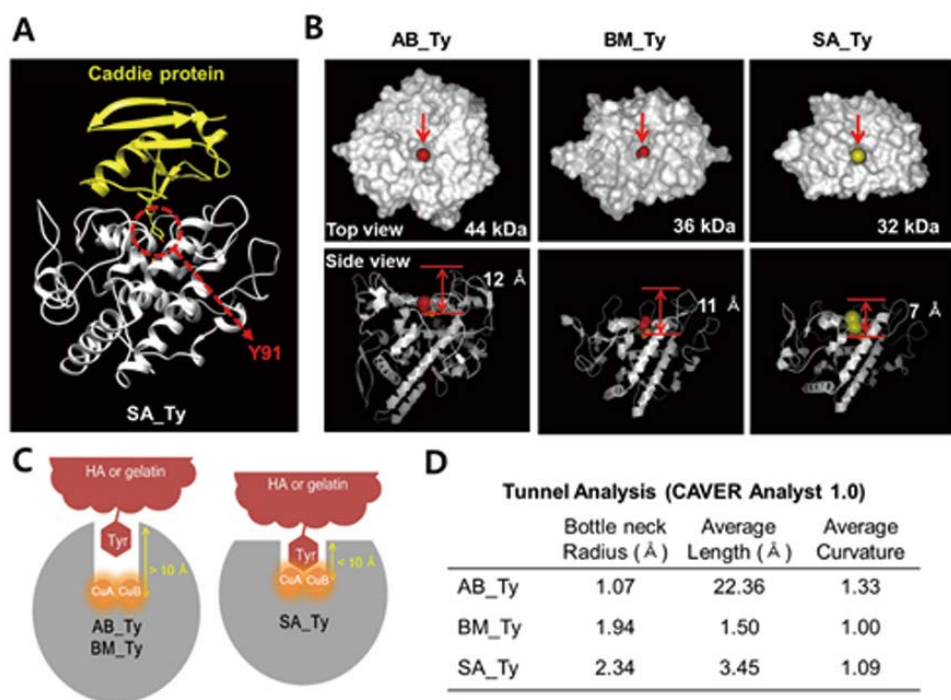 A
Caddie protein
Y91
SA_Ty
B
AB_Ty
BM_Ty
SA_Ty
Top view
44 kDa
36 kDa
32 kDa
Side view
12 Å
11 Å
7 Å
C
HA or gelatin
Tyr
> 10 Å
CuA CuB
AB_Ty
BM_Ty
HA or gelatin
Tyr
< 10 Å
CuA CuB
SA_Ty
D
Tunnel Analysis (CAVER Analyst 1.0)
Bottle neck Average Average
Radius (Å) Length (Å) Curvature
AB_Ty 1.07 22.36 1.33
BM_Ty 1.94 1.50 1.00
SA_Ty 2.34 3.45 1.09